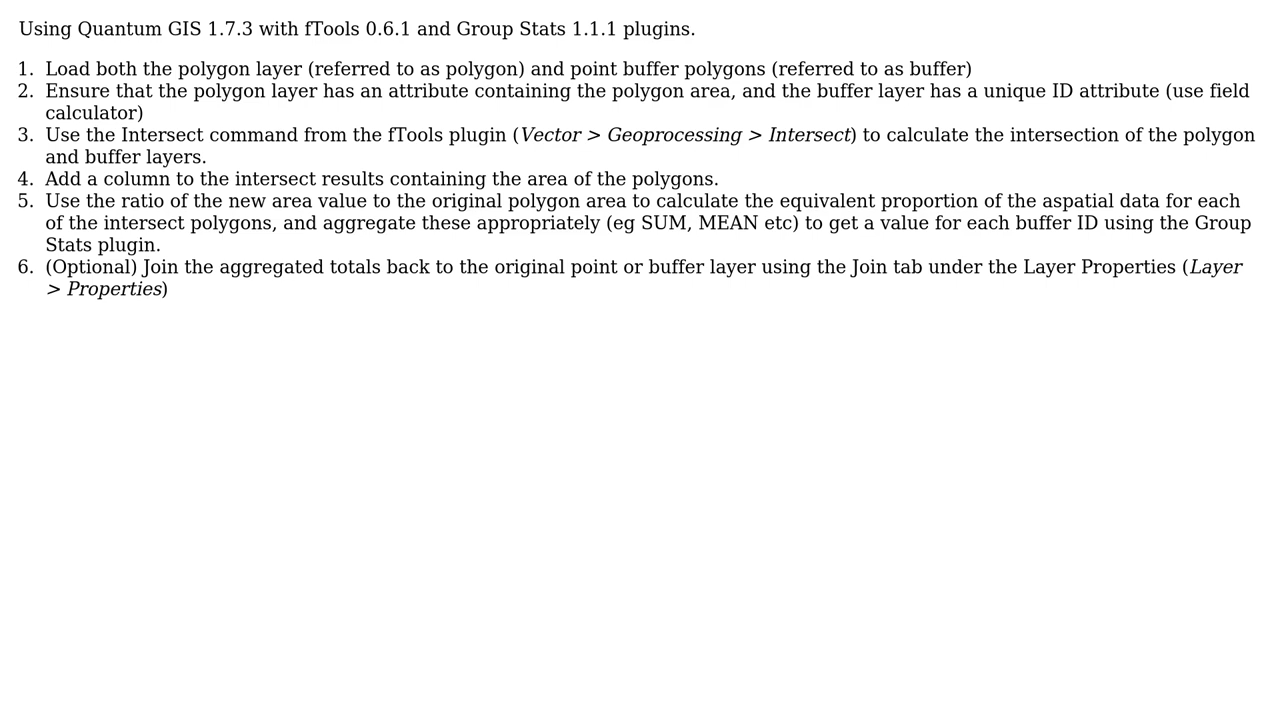 Using Quantum GIS 1.7.3 with fTools 0.6.1 and Group Stats 1.1.1 plugins.
1. Load both the polygon layer (referred to as polygon) and point buffer polygons (referred to as buffer)
2. Ensure that the polygon layer has an attribute containing the polygon area, and the buffer layer has a unique ID attribute (use field
calculator)
3. Use the Intersect command from the fTools plugin (Vector > Geoprocessing > Intersect) to calculate the intersection of the polygon
and buffer layers.
4. Add a column to the intersect results containing the area of the polygons.
5. Use the ratio of the new area value to the original polygon area to calculate the equivalent proportion of the aspatial data for each
of the intersect polygons, and aggregate these appropriately (eg SUM, MEAN etc) to get a value for each buffer ID using the Group
Stats plugin.
6. (Optional) Join the aggregated totals back to the original point or buffer layer using the Join tab under the Layer Properties (Layer
> Properties)